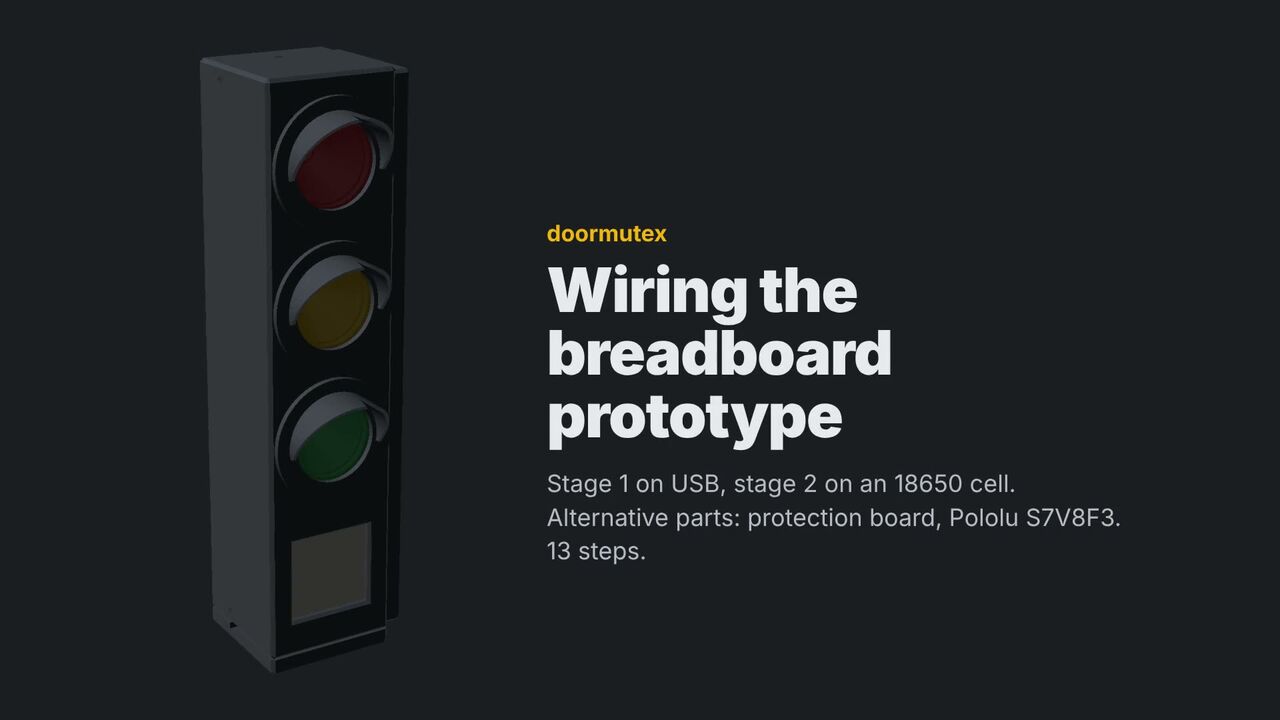 doormutex
Wiring the
breadboard
prototype
Stage 1 on USB, stage 2 on an 18650 cell.
Alternative parts: protection board, Pololu S7V8F3.
13 steps.